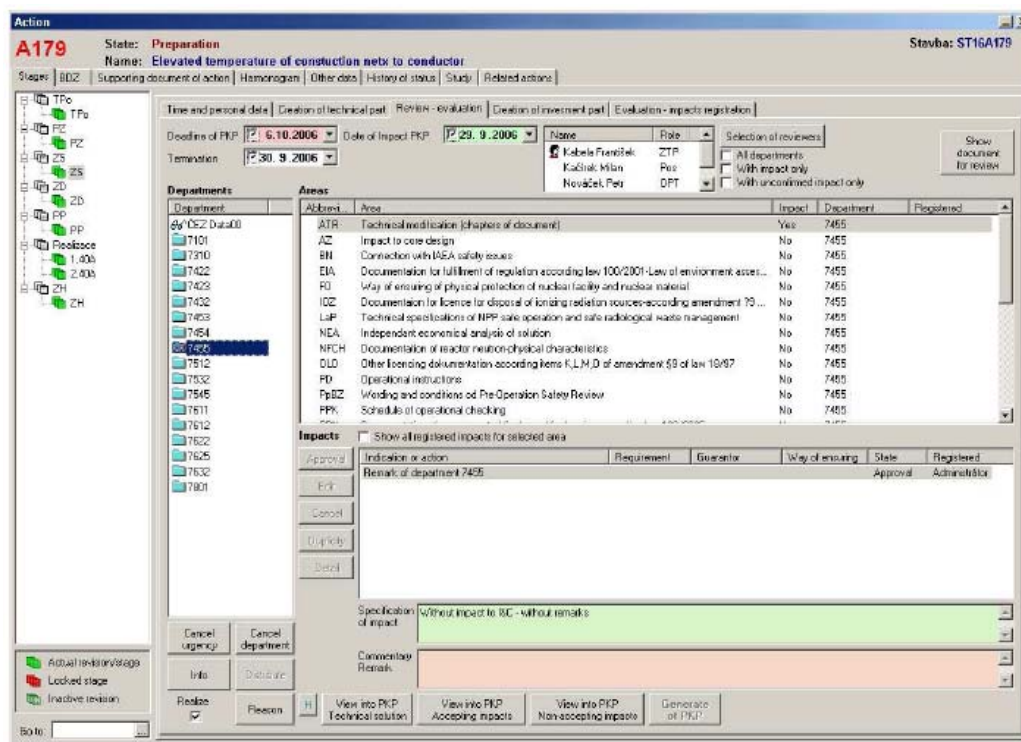 Action
A179 State: Preparation Stavba: ST16A179
Name: Elevated temperature of constuction netx to conductor
Stages BDZ Supporting document of action Harmonogram Other data History of status Study Related actions
TPo
TPo
PZ
PZ
ZS
ZS
ZD
ZD
PP
PP
Realizace
1,40A
2,40A
ZH
ZH
Time and personal data Creation of technical part Review - evaluation Creation of invesment part Evaluation - impacts registration
Deadline of PKP 6.10.2006 Date of Impact PKP 29. 9.2006
Termination 30. 9.2006
Name Role
Kabela František ZTP
Kačírek Milan Pos
Nováček Petr OPT
Selection of reviewers
All departments
With impact only
With unconfirmed impact only
Show document for review
Departments
Department
ČEZ Data00
7101
7310
7422
7423
7432
7453
7454
7455
7512
7532
7545
7611
7612
7622
7625
7632
7801
Areas
Abbrevi... Area Impact Department Registered
ATR Technical modification (chapters of document) Yes 7455
AZ Impact to core design No 7455
BN Connection with IAEA safety issues No 7455
EIA Documentation for fulfillment of regulation according law 100/2001-Law of environment asses... No 7455
FO Way of ensuring of physical protection of nuclear facility and nuclear material No 7455
IOZ Documentaion for licence for disposal of ionizing radiation sources-according amendment ?9 ... No 7455
LaP Technical specifications of NPP safe operation and safe radiological waste management No 7455
NEA Independent economical analysis of solution No 7455
NFCH Documentation of reactor neutron-physical characteristics No 7455
OLD Other licencing dokumentation according items K,L,M,O of amendment §9 of law 18/97 No 7455
PD Operational instructions No 7455
PpBZ Wording and conditions od Pre-Operation Safety Review No 7455
PPK Schedule of operational checking No 7455
Impacts Show all registered impacts for selected area
Approval
Edit
Cancel
Duplicity
Detail
Indication or action Requirement Guarantor Way of ensuring State Registered
Remark of department 7455 Approval Administrátor
Specification of impact Without impact to I&C - without remarks
Commentary Remark
Cancel urgency Cancel department
Info Distribute
Realize Reason
H View into PKP Technical solution View into PKP Accepting impacts View into PKP Non-accepting impacts Generate of PKP
Actual revision/stage
Locked stage
Inactive revision
Go to: ...